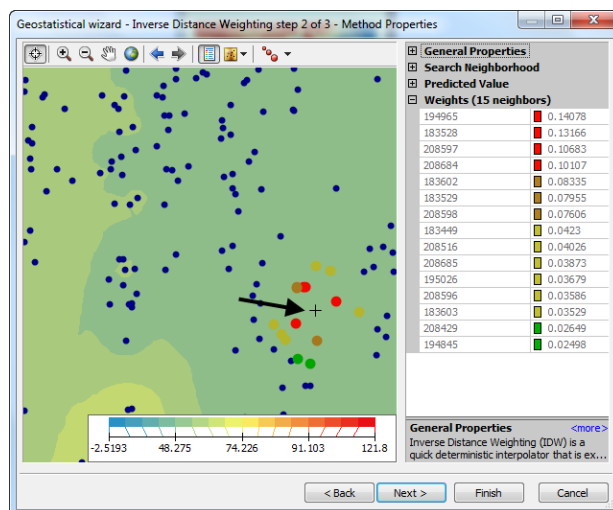 Geostatistical wizard - Inverse Distance Weighting step 2 of 3 - Method Properties
General Properties
Search Neighborhood
Predicted Value
Weights (15 neighbors)
194965 0.14078
183528 0.13166
208597 0.10683
208684 0.10107
183602 0.08335
183529 0.07955
208598 0.07606
183449 0.0423
208516 0.04026
208685 0.03873
195026 0.03679
208596 0.03586
183603 0.03529
208429 0.02649
194845 0.02498
-2.5193 48.275 74.226 91.103 121.8
General Properties <more>
Inverse Distance Weighting (IDW) is a
quick deterministic interpolator that is ex...
< Back Next > Finish Cancel